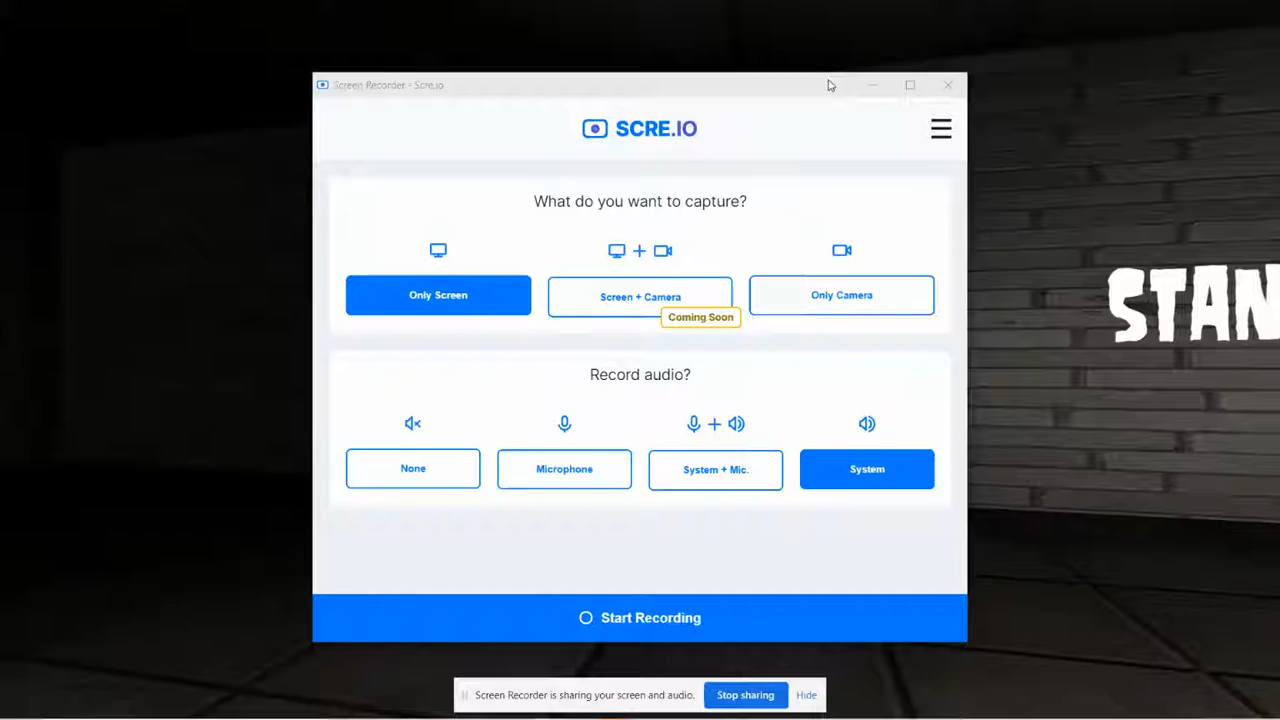 Screen Recorder - Scre.io
SCRE.IO
What do you want to capture?
Only Screen
Screen + Camera
Only Camera
Coming Soon
Record audio?
None
Microphone
System + Mic.
System
STAN
Start Recording
Screen Recorder is sharing your screen and audio.
Stop sharing
Hide